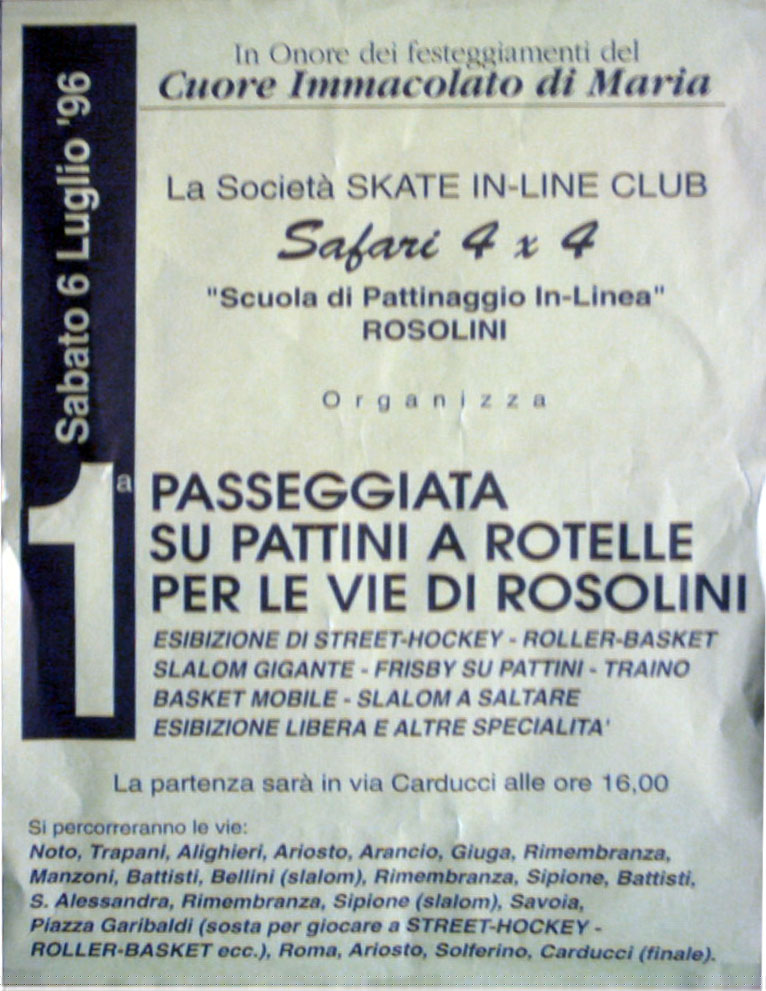 Sabato 6 Luglio '96
In Onore dei festeggiamenti del
Cuore Immacolato di Maria
La Società SKATE IN-LINE CLUB
Safari 4 x 4
"Scuola di Pattinaggio In-Linea"
ROSOLINI
Organizza
1a PASSEGGIATA
SU PATTINI A ROTELLE
PER LE VIE DI ROSOLINI
ESIBIZIONE DI STREET-HOCKEY - ROLLER-BASKET
SLALOM GIGANTE - FRISBY SU PATTINI - TRAINO
BASKET MOBILE - SLALOM A SALTARE
ESIBIZIONE LIBERA E ALTRE SPECIALITA'
La partenza sarà in via Carducci alle ore 16,00
Si percorreranno le vie:
Noto, Trapani, Alighieri, Ariosto, Arancio, Giuga, Rimembranza,
Manzoni, Battisti, Bellini (slalom), Rimembranza, Sipione, Battisti,
S. Alessandra, Rimembranza, Sipione (slalom), Savoia,
Piazza Garibaldi (sosta per giocare a STREET-HOCKEY -
ROLLER-BASKET ecc.), Roma, Ariosto, Solferino, Carducci (finale).